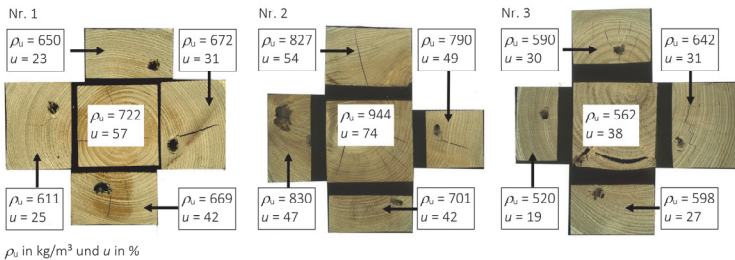 Nr. 1
ρu = 650
u = 23
ρu = 672
u = 31
ρu = 722
u = 57
ρu = 611
u = 25
ρu = 669
u = 42
Nr. 2
ρu = 827
u = 54
ρu = 790
u = 49
ρu = 944
u = 74
ρu = 830
u = 47
ρu = 701
u = 42
Nr. 3
ρu = 590
u = 30
ρu = 642
u = 31
ρu = 562
u = 38
ρu = 520
u = 19
ρu = 598
u = 27
ρu in kg/m³ und u in %